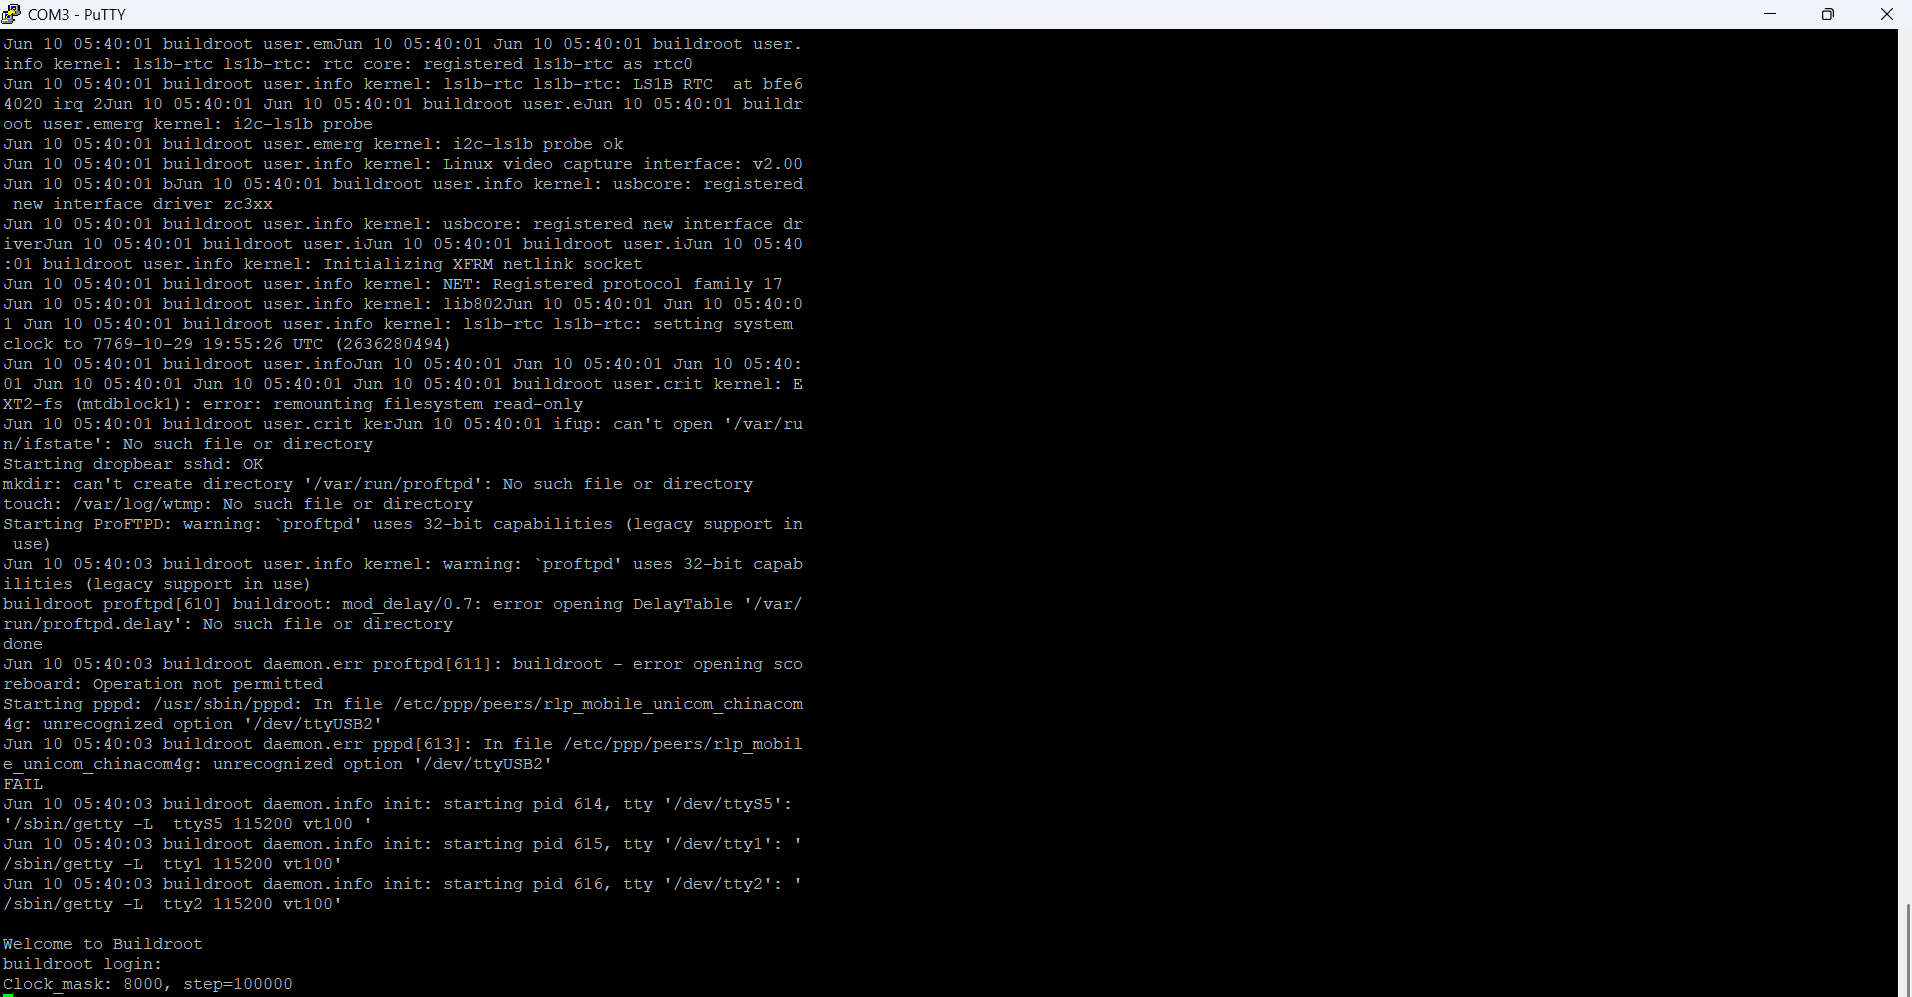 COM3 - PuTTY
Jun 10 05:40:01 buildroot user.emJun 10 05:40:01 Jun 10 05:40:01 buildroot user.
info kernel: ls1b-rtc ls1b-rtc: rtc core: registered ls1b-rtc as rtc0
Jun 10 05:40:01 buildroot user.info kernel: ls1b-rtc ls1b-rtc: LS1B RTC  at bfe6
4020 irq 2Jun 10 05:40:01 Jun 10 05:40:01 buildroot user.eJun 10 05:40:01 buildr
oot user.emerg kernel: i2c-ls1b probe
Jun 10 05:40:01 buildroot user.emerg kernel: i2c-ls1b probe ok
Jun 10 05:40:01 buildroot user.info kernel: Linux video capture interface: v2.00
Jun 10 05:40:01 bJun 10 05:40:01 buildroot user.info kernel: usbcore: registered
 new interface driver zc3xx
Jun 10 05:40:01 buildroot user.info kernel: usbcore: registered new interface dr
iverJun 10 05:40:01 buildroot user.iJun 10 05:40:01 buildroot user.iJun 10 05:40
:01 buildroot user.info kernel: Initializing XFRM netlink socket
Jun 10 05:40:01 buildroot user.info kernel: NET: Registered protocol family 17
Jun 10 05:40:01 buildroot user.info kernel: lib802Jun 10 05:40:01 Jun 10 05:40:0
1 Jun 10 05:40:01 buildroot user.info kernel: ls1b-rtc ls1b-rtc: setting system
clock to 7769-10-29 19:55:26 UTC (2636280494)
Jun 10 05:40:01 buildroot user.infoJun 10 05:40:01 Jun 10 05:40:01 Jun 10 05:40:
01 Jun 10 05:40:01 Jun 10 05:40:01 Jun 10 05:40:01 buildroot user.crit kernel: E
XT2-fs (mtdblock1): error: remounting filesystem read-only
Jun 10 05:40:01 buildroot user.crit kerJun 10 05:40:01 ifup: can't open '/var/ru
n/ifstate': No such file or directory
Starting dropbear sshd: OK
mkdir: can't create directory '/var/run/proftpd': No such file or directory
touch: /var/log/wtmp: No such file or directory
Starting ProFTPD: warning: `proftpd' uses 32-bit capabilities (legacy support in
 use)
Jun 10 05:40:03 buildroot user.info kernel: warning: `proftpd' uses 32-bit capab
ilities (legacy support in use)
buildroot proftpd[610] buildroot: mod_delay/0.7: error opening DelayTable '/var/
run/proftpd.delay': No such file or directory
done
Jun 10 05:40:03 buildroot daemon.err proftpd[611]: buildroot - error opening sco
reboard: Operation not permitted
Starting pppd: /usr/sbin/pppd: In file /etc/ppp/peers/rlp_mobile_unicom_chinacom
4g: unrecognized option '/dev/ttyUSB2'
Jun 10 05:40:03 buildroot daemon.err pppd[613]: In file /etc/ppp/peers/rlp_mobil
e_unicom_chinacom4g: unrecognized option '/dev/ttyUSB2'
FAIL
Jun 10 05:40:03 buildroot daemon.info init: starting pid 614, tty '/dev/ttyS5':
'/sbin/getty -L  ttyS5 115200 vt100 '
Jun 10 05:40:03 buildroot daemon.info init: starting pid 615, tty '/dev/tty1': '
/sbin/getty -L  tty1 115200 vt100'
Jun 10 05:40:03 buildroot daemon.info init: starting pid 616, tty '/dev/tty2': '
/sbin/getty -L  tty2 115200 vt100'
Welcome to Buildroot
buildroot login:
Clock_mask: 8000, step=100000